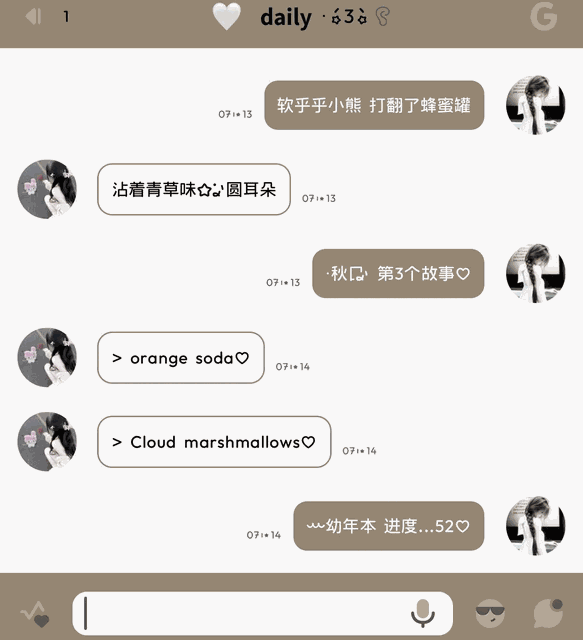 1
daily ·ʚ3ɞ
软乎乎小熊 打翻了蜂蜜罐
07:13
沾着青草味✩圆耳朵
07:13
·秋 第3个故事♡
07:13
> orange soda♡
07:14
> Cloud marshmallows♡
07:14
幼年本 进度...52♡
07:14
G